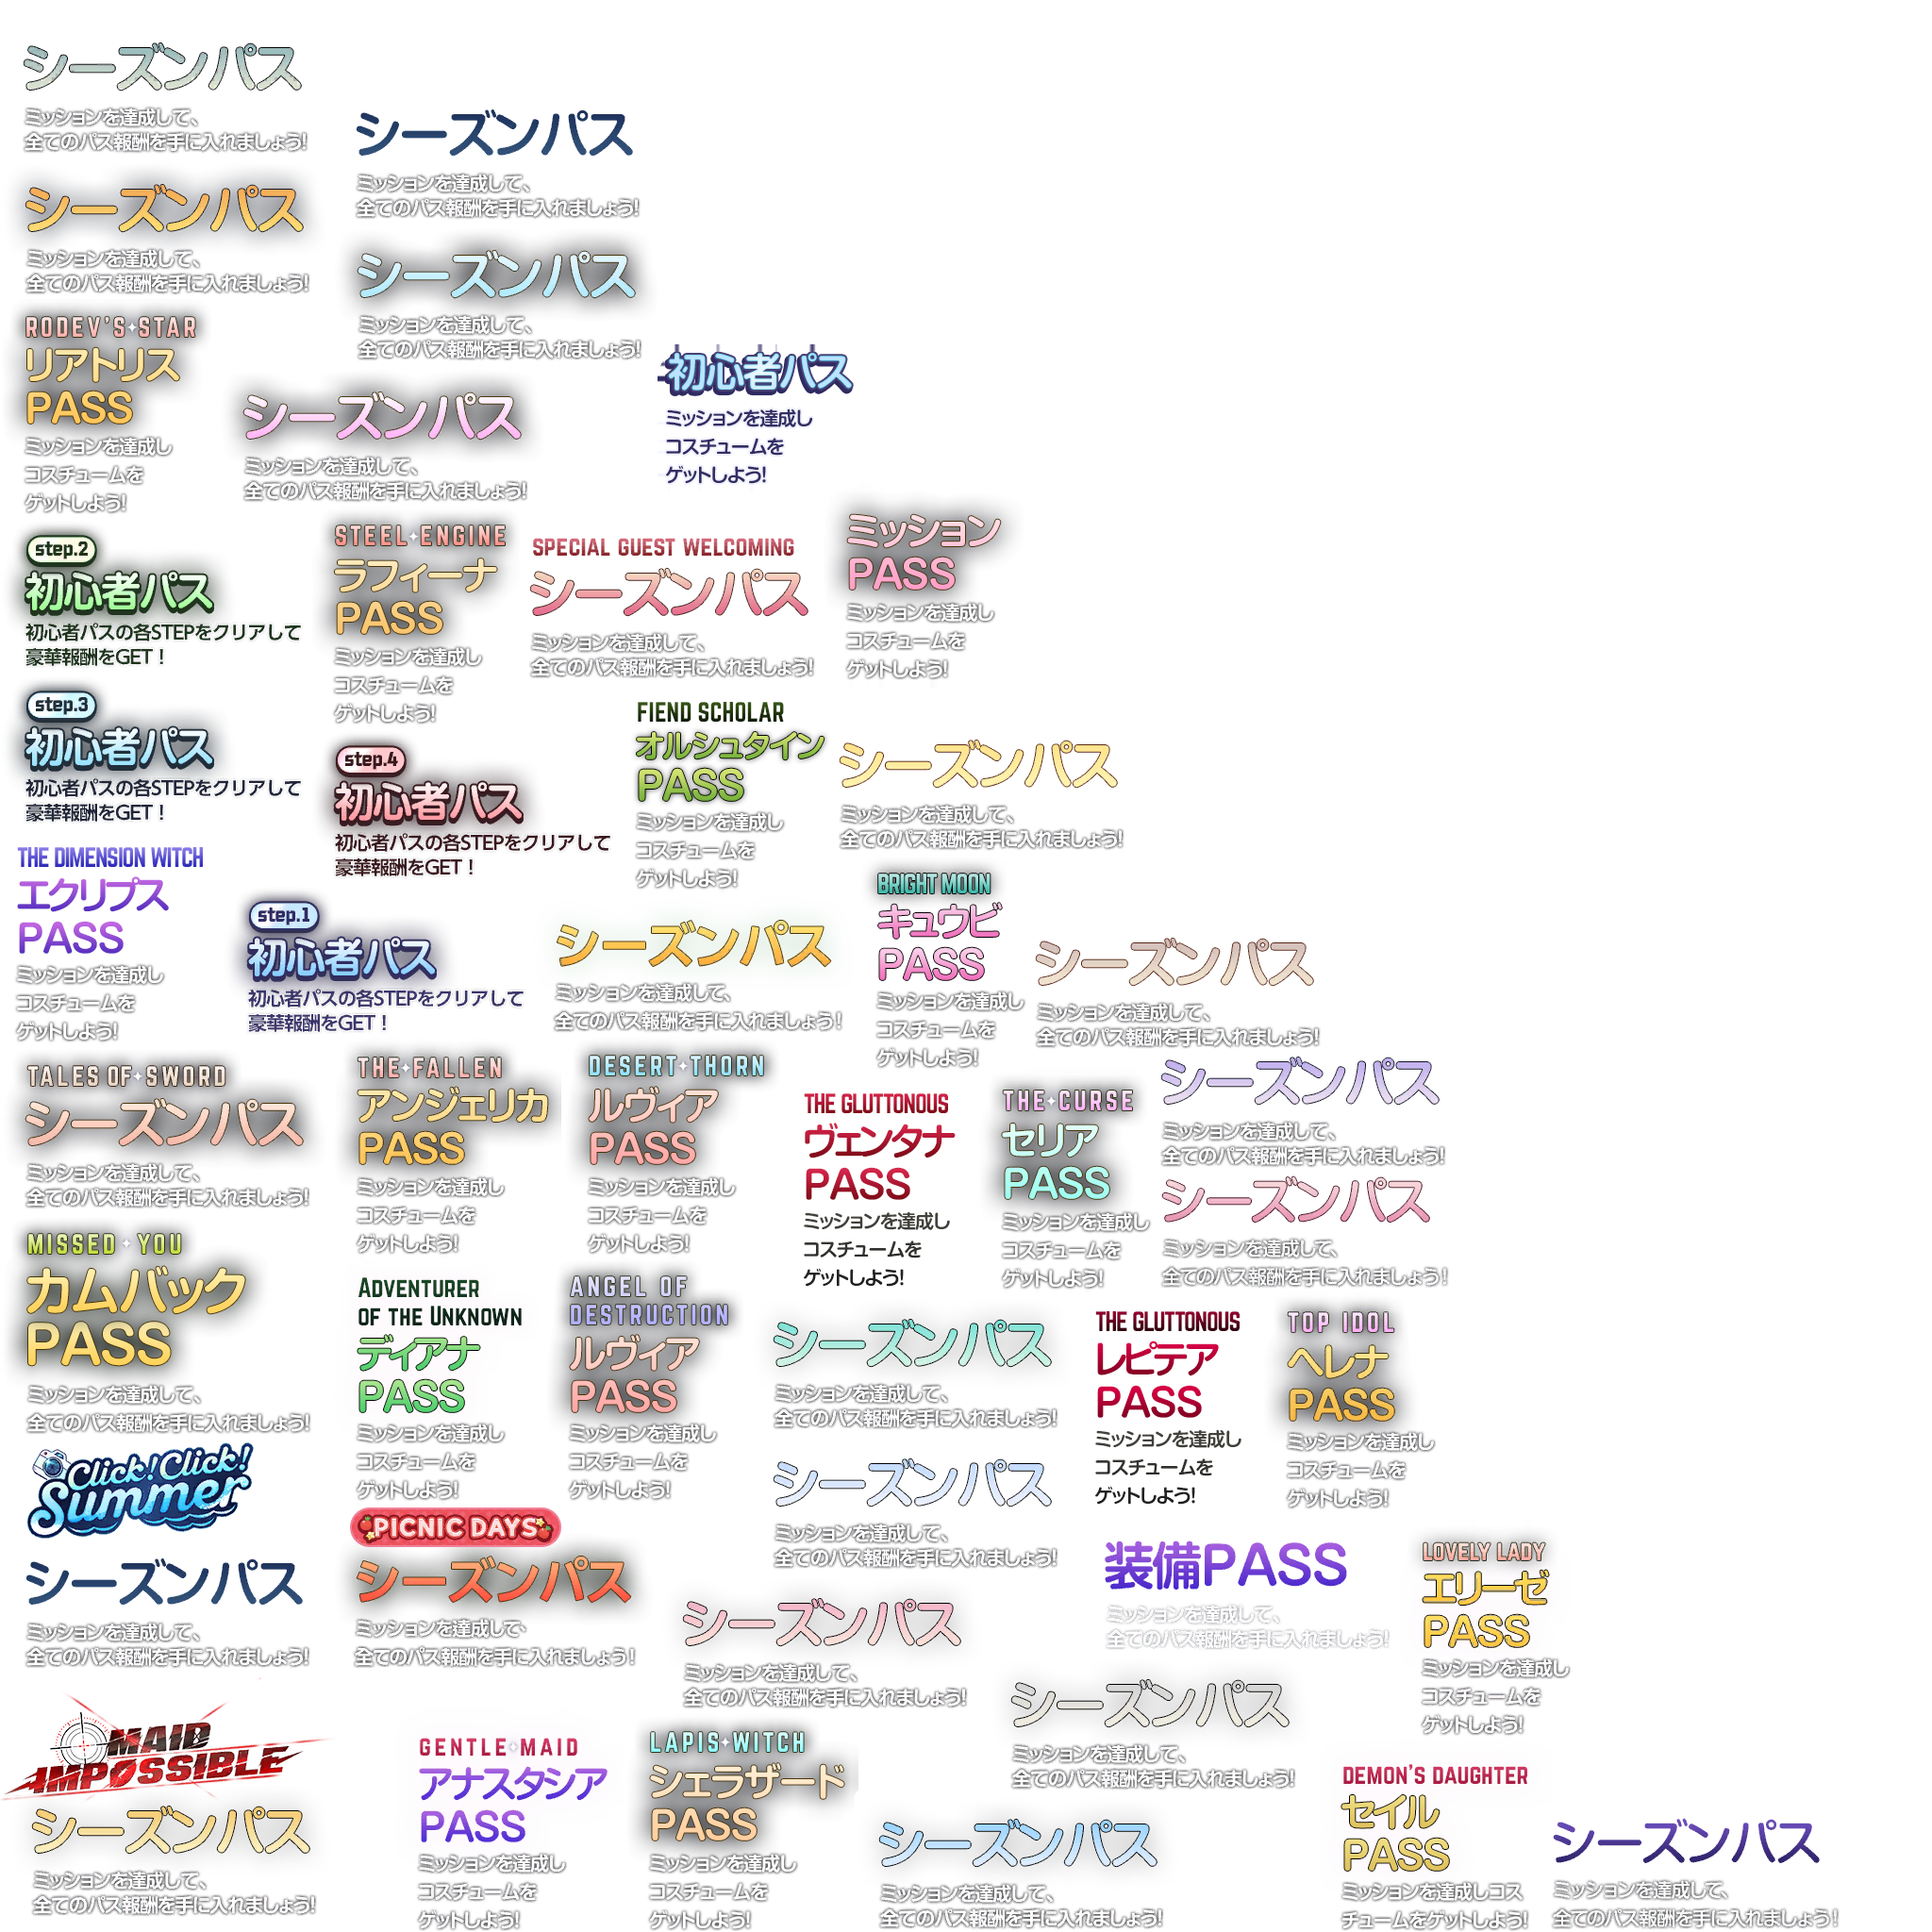 シーズンパス
ミッションを達成して、
全てのパス報酬を手に入れましょう!
シーズンパス
ミッションを達成して、
全てのパス報酬を手に入れましょう!
シーズンパス
ミッションを達成して、
全てのパス報酬を手に入れましょう!
シーズンパス
ミッションを達成して、
全てのパス報酬を手に入れましょう!
RODEV'S STAR
リアトリス
PASS
ミッションを達成し
コスチュームを
ゲットしよう!
シーズンパス
ミッションを達成して、
全てのパス報酬を手に入れましょう!
初心者パス
ミッションを達成し
コスチュームを
ゲットしよう!
step.2
初心者パス
初心者パスの各STEPをクリアして
豪華報酬をGET！
STEEL ENGINE
ラフィーナ
PASS
ミッションを達成し
コスチュームを
ゲットしよう!
SPECIAL GUEST WELCOMING
シーズンパス
ミッションを達成して、
全てのパス報酬を手に入れましょう!
ミッション
PASS
ミッションを達成し
コスチュームを
ゲットしよう!
step.3
初心者パス
初心者パスの各STEPをクリアして
豪華報酬をGET！
step.4
初心者パス
初心者パスの各STEPをクリアして
豪華報酬をGET！
FIEND SCHOLAR
オルシュタイン
PASS
ミッションを達成し
コスチュームを
ゲットしよう!
シーズンパス
ミッションを達成して、
全てのパス報酬を手に入れましょう!
THE DIMENSION WITCH
エクリプス
PASS
ミッションを達成し
コスチュームを
ゲットしよう!
step.1
初心者パス
初心者パスの各STEPをクリアして
豪華報酬をGET！
シーズンパス
ミッションを達成して、
全てのパス報酬を手に入れましょう！
BRIGHT MOON
キュウビ
PASS
ミッションを達成し
コスチュームを
ゲットしよう!
シーズンパス
ミッションを達成して、
全てのパス報酬を手に入れましょう!
TALES OF SWORD
シーズンパス
ミッションを達成して、
全てのパス報酬を手に入れましょう!
THE FALLEN
アンジェリカ
PASS
ミッションを達成し
コスチュームを
ゲットしよう!
DESERT THORN
ルヴィア
PASS
ミッションを達成し
コスチュームを
ゲットしよう!
THE GLUTTONOUS
ヴェンタナ
PASS
ミッションを達成し
コスチュームを
ゲットしよう!
THE CURSE
セリア
PASS
ミッションを達成し
コスチュームを
ゲットしよう!
シーズンパス
ミッションを達成して、
全てのパス報酬を手に入れましょう!
シーズンパス
ミッションを達成して、
全てのパス報酬を手に入れましょう！
MISSED YOU
カムバック
PASS
ミッションを達成して、
全てのパス報酬を手に入れましょう!
ADVENTURER
OF THE UNKNOWN
ディアナ
PASS
ミッションを達成し
コスチュームを
ゲットしよう!
ANGEL OF
DESTRUCTION
ルヴィア
PASS
ミッションを達成し
コスチュームを
ゲットしよう!
シーズンパス
ミッションを達成して、
全てのパス報酬を手に入れましょう!
THE GLUTTONOUS
レピテア
PASS
ミッションを達成し
コスチュームを
ゲットしよう!
TOP IDOL
ヘレナ
PASS
ミッションを達成し
コスチュームを
ゲットしよう!
Click! Click!
Summer
シーズンパス
ミッションを達成して、
全てのパス報酬を手に入れましょう!
PICNIC DAYS
シーズンパス
ミッションを達成して、
全てのパス報酬を手に入れましょう！
シーズンパス
ミッションを達成して、
全てのパス報酬を手に入れましょう!
シーズンパス
ミッションを達成して、
全てのパス報酬を手に入れましょう!
装備PASS
ミッションを達成して、
全てのパス報酬を手に入れましょう!
LOVELY LADY
エリーゼ
PASS
ミッションを達成し
コスチュームを
ゲットしよう!
MAID
IMPOSSIBLE
シーズンパス
ミッションを達成して、
全てのパス報酬を手に入れましょう!
GENTLE MAID
アナスタシア
PASS
ミッションを達成し
コスチュームを
ゲットしよう!
LAPIS WITCH
シェラザード
PASS
ミッションを達成し
コスチュームを
ゲットしよう!
シーズンパス
ミッションを達成して、
全てのパス報酬を手に入れましょう!
シーズンパス
ミッションを達成して、
全てのパス報酬を手に入れましょう!
DEMON'S DAUGHTER
セイル
PASS
ミッションを達成しコス
チュームをゲットしよう!
シーズンパス
ミッションを達成して、
全てのパス報酬を手に入れましょう!